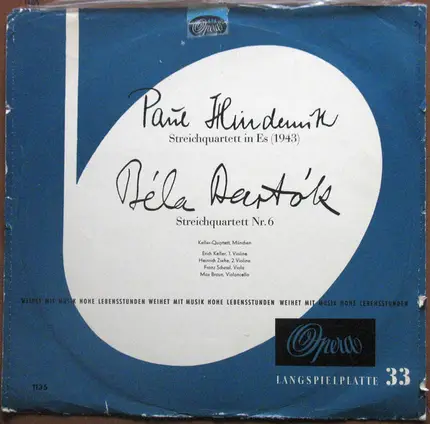 Opera
Paul Hindemith
Streichquartett in Es (1943)
Béla Bartók
Streichquartett Nr. 6
Keller-Quartett, München
Erich Keller, 1. Violine
Heinrich Ziehe, 2. Violine
Franz Schessl, Viola
Max Braun, Violoncello
WEIHET MIT MUSIK HOHE LEBENSSTUNDEN WEIHET MIT MUSIK HOHE LEBENSSTUNDEN WEIHET MIT MUSIK HOHE LEBENSSTUNDEN
Opera
LANGSPIELPLATTE 33
1135